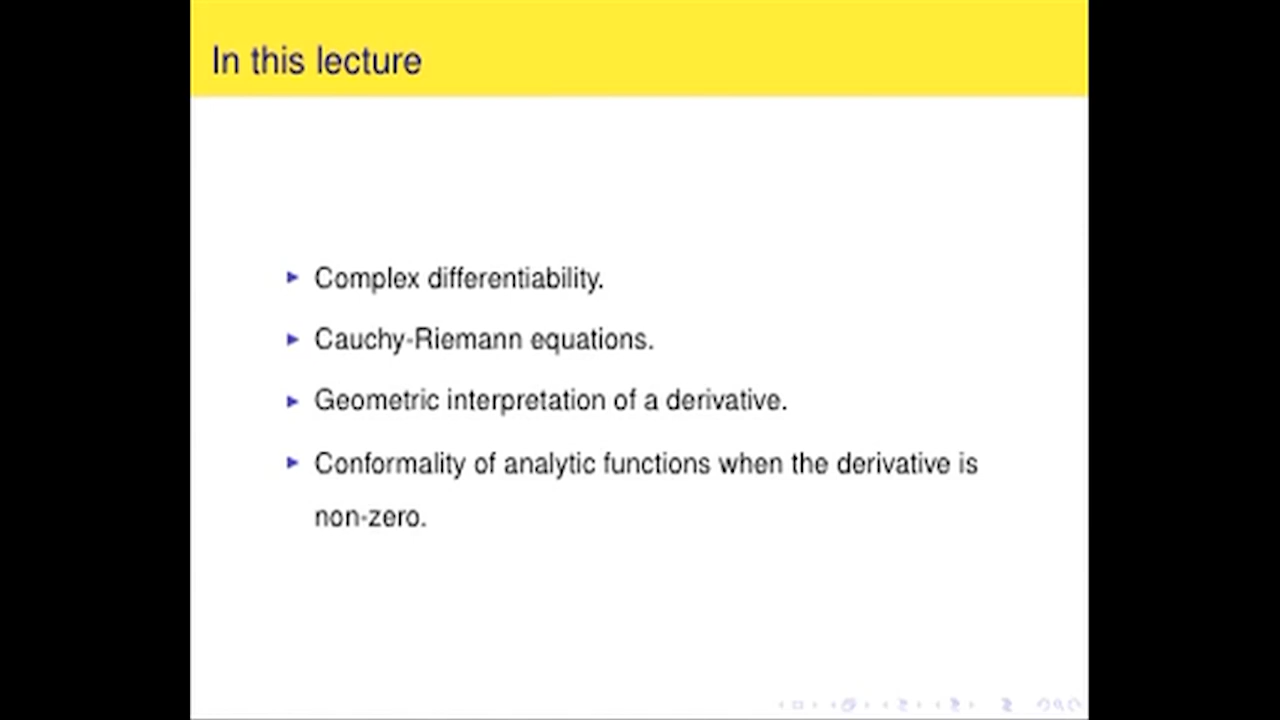 In this lecture
Complex differentiability.
Cauchy-Riemann equations.
Geometric interpretation of a derivative.
Conformality of analytic functions when the derivative is
non-zero.